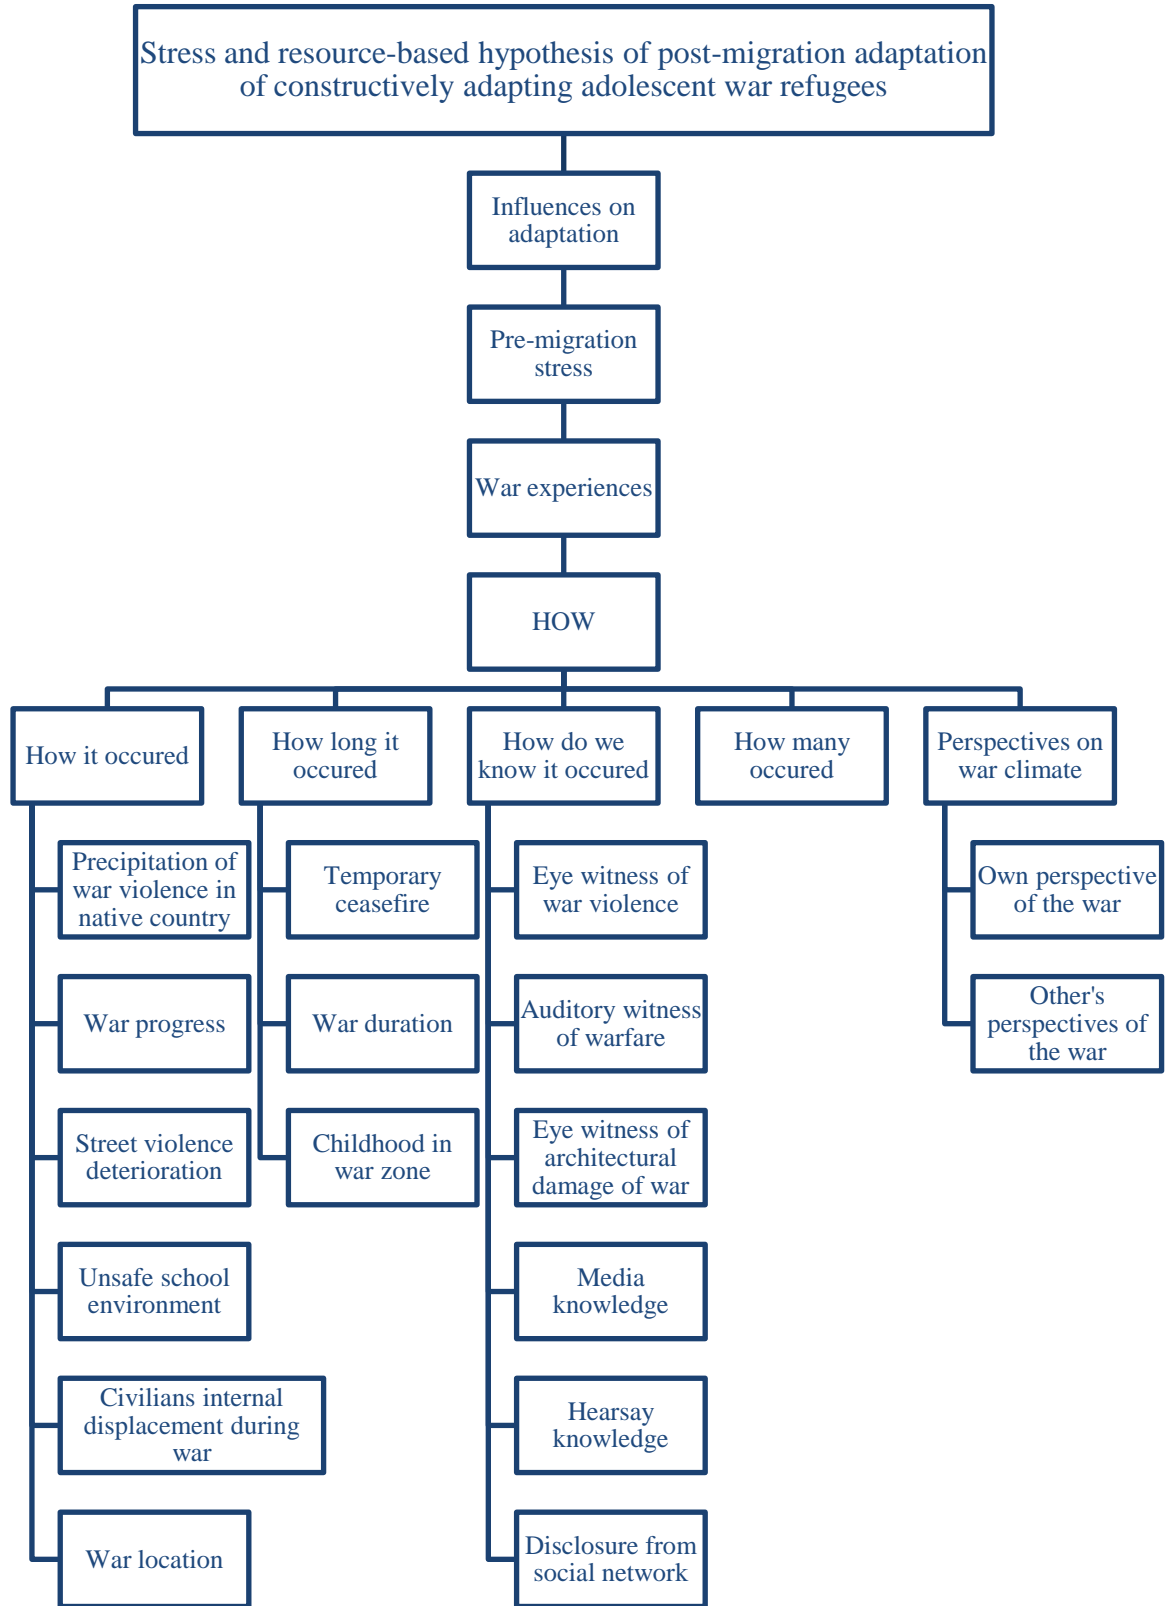 Stress and resource-based hypothesis of post-migration adaptation
of constructively adapting adolescent war refugees
Influences on
adaptation
Pre-migration
stress
War experiences
HOW
How it occured
How long it
occured
How do we
know it occured
How many
occured
Perspectives on
war climate
Precipitation of
war violence in
native country
War progress
Street violence
deterioration
Unsafe school
environment
Civilians internal
displacement during
war
War location
Temporary
ceasefire
War duration
Childhood in
war zone
Eye witness of
war violence
Auditory witness
of warfare
Eye witness of
architectural
damage of war
Media
knowledge
Hearsay
knowledge
Disclosure from
social network
Own perspective
of the war
Other's
perspectives of
the war